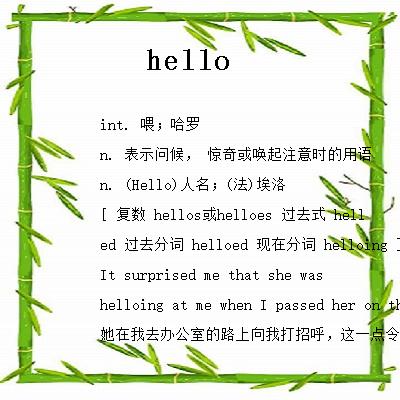 hello
int. 喂；哈罗
n. 表示问候， 惊奇或唤起注意时的用语
n. (Hello)人名；(法)埃洛
[ 复数 hellos或helloes 过去式 hell
ed 过去分词 helloed 现在分词 helloing ]
It surprised me that she was
helloing at me when I passed her on th
她在我去办公室的路上向我打招呼，这一点令